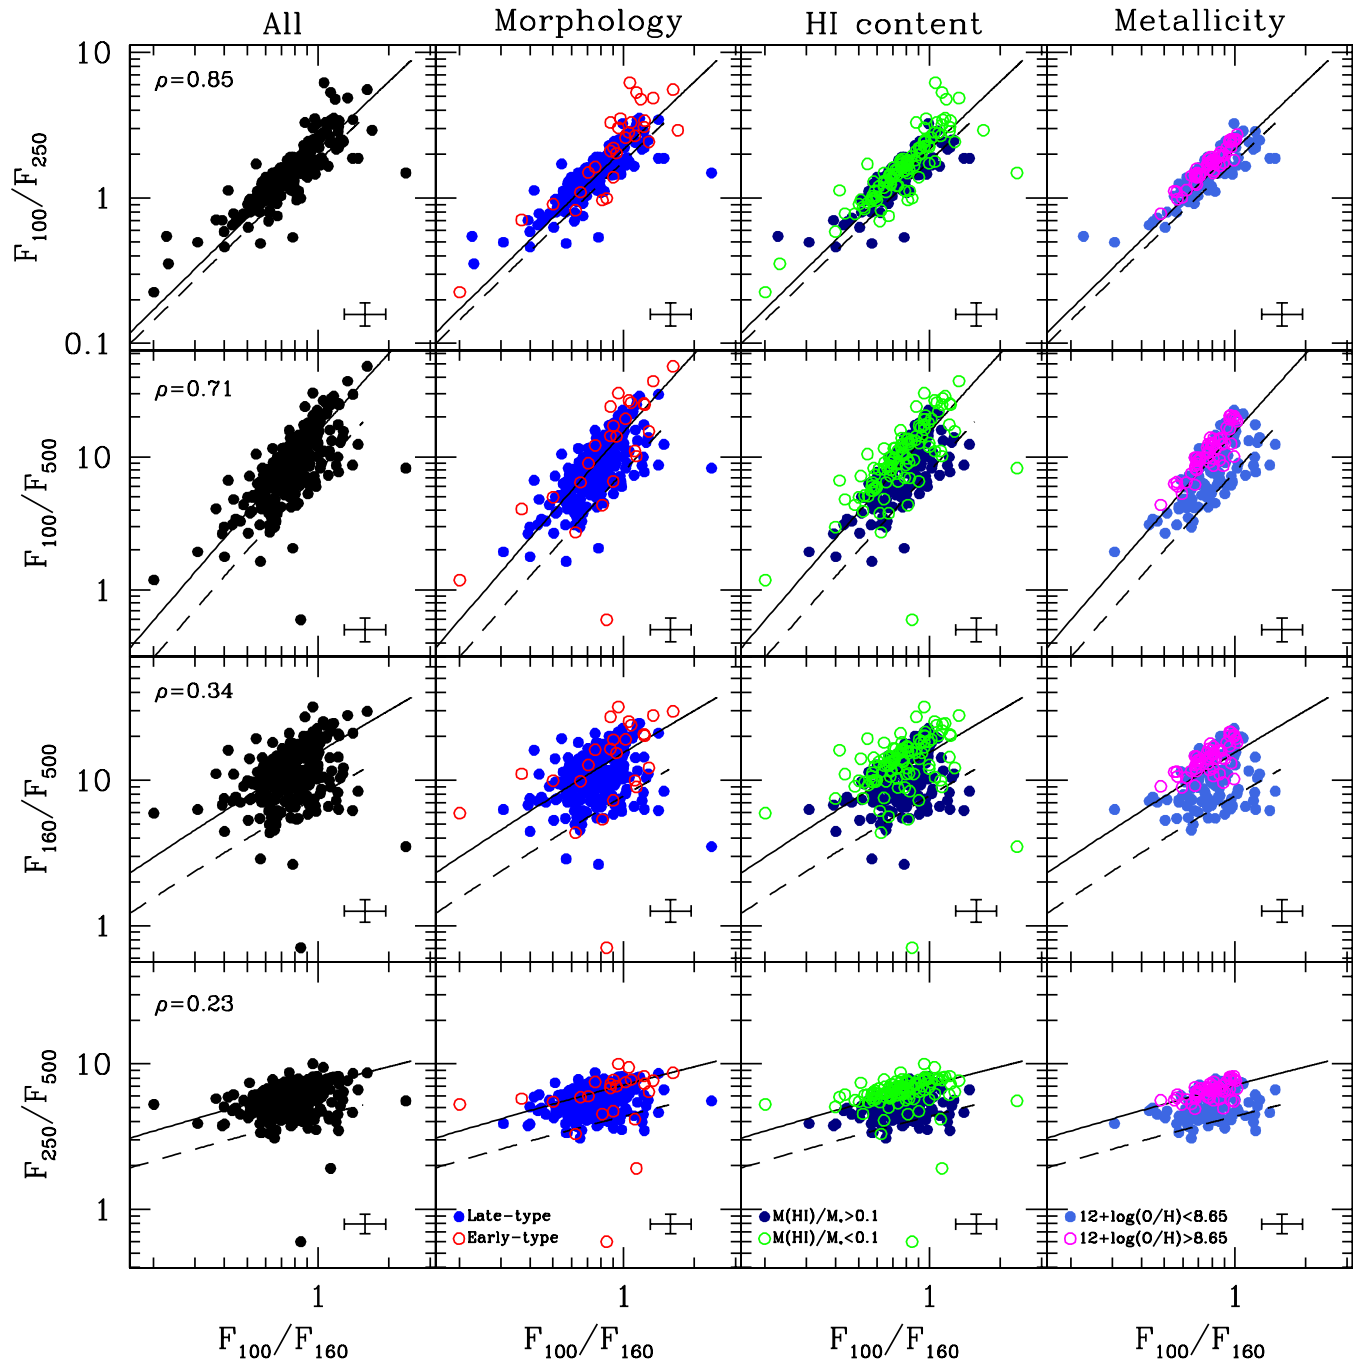 All Morphology HI content Metallicity
10
ρ=0.85
F100/F250
1
0.1
ρ=0.71
F100/F500
10
1
ρ=0.34
F160/F500
10
1
ρ=0.23
F250/F500
10
1
Late-type
Early-type
M(HI)/M*>0.1
M(HI)/M*<0.1
12+log(O/H)<8.65
12+log(O/H)>8.65
1 1 1 1
F100/F160 F100/F160 F100/F160 F100/F160